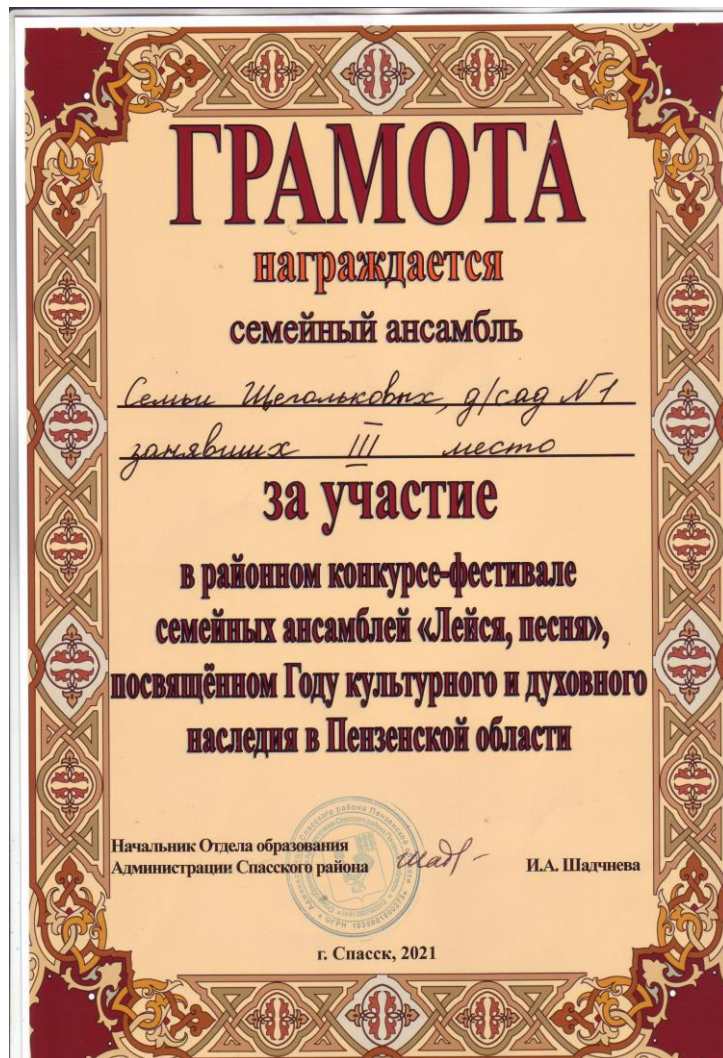 ГРАМОТА
награждается
семейный ансамбль
Семьи Щегольковых, д/сад №1
занявших III место
за участие
в районном конкурсе-фестивале
семейных ансамблей «Лейся, песня»,
посвящённом Году культурного и духовного
наследия в Пензенской области
Начальник Отдела образования
Администрации Спасского района
И.А. Шадчнева
г. Спасск, 2021